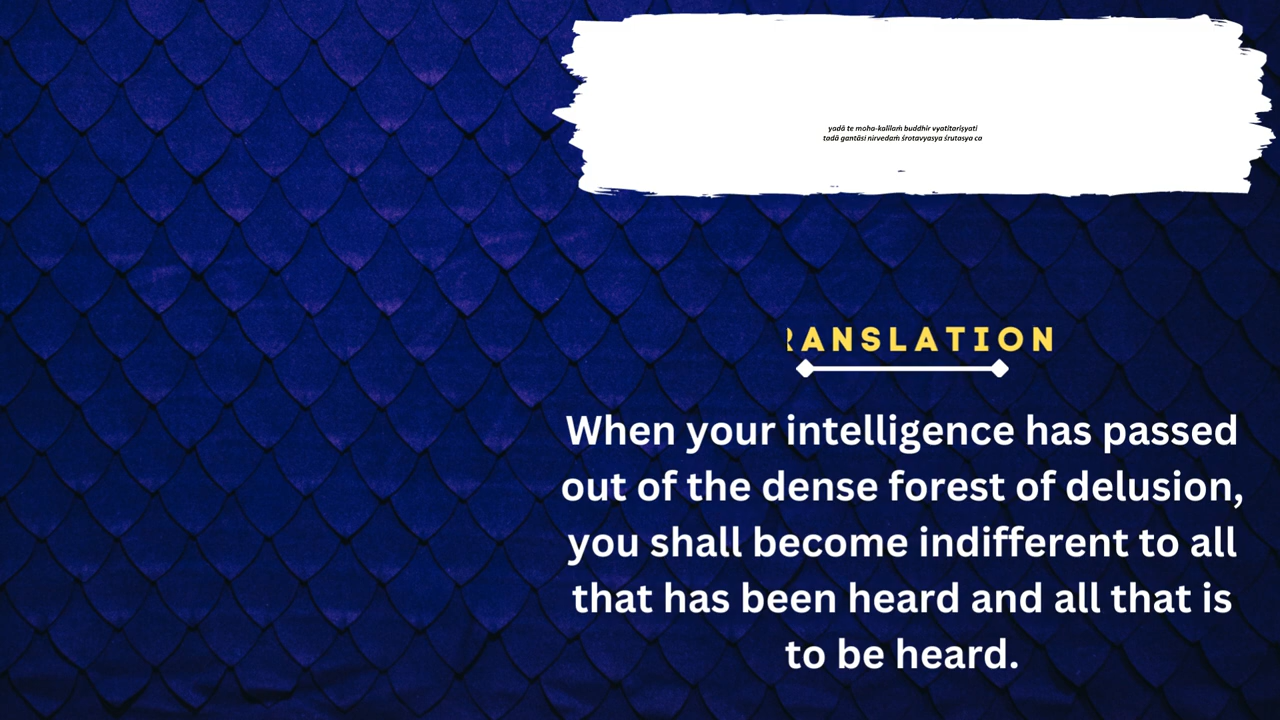 yadā te moha-kalilaṁ buddhir vyatitariṣyati
tadā gantāsi nirvedaṁ śrotavyasya śrutasya ca
RANSLATION
When your intelligence has passed
out of the dense forest of delusion,
you shall become indifferent to all
that has been heard and all that is
to be heard.